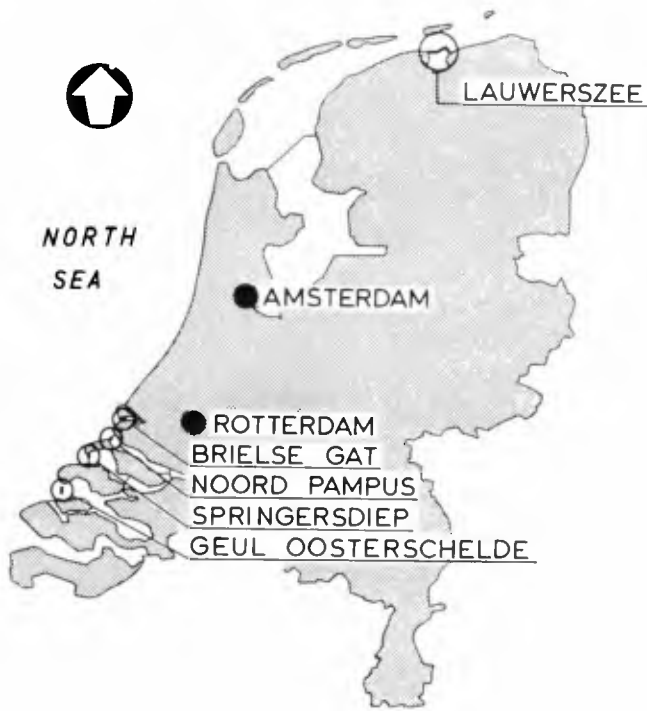 LAUWERSZEE
NORTH
SEA
AMSTERDAM
ROTTERDAM
BRIELSE GAT
NOORD PAMPUS
SPRINGERSDIEP
GEUL OOSTERSCHELDE